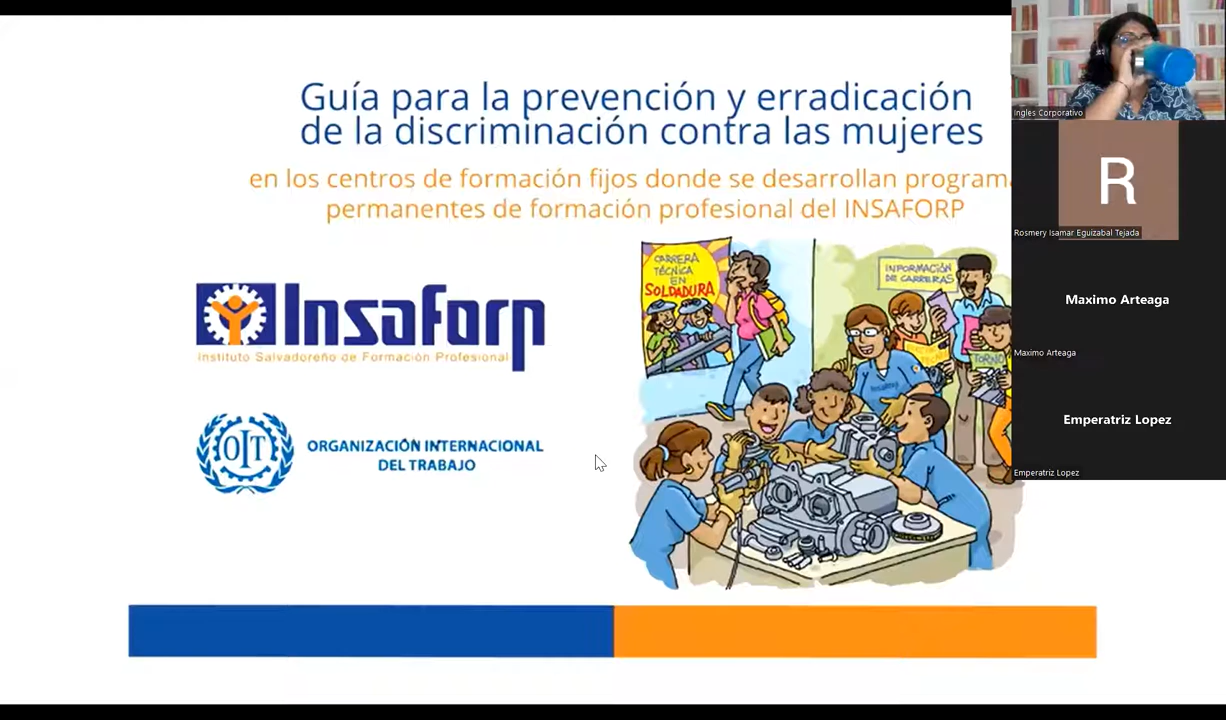 Guía para la prevención y erradicación
de la discriminación contra las mujeres
en los centros de formación fijos donde se desarrollan program
permanentes de formación profesional del INSAFORP
Insaforp
Instituto Salvadoreño de Formación Profesional
OIT
ORGANIZACIÓN INTERNACIONAL
DEL TRABAJO
CARRERA
TÉCNICA
EN
SOLDADURA
INFORMACIÓN
DE CARRERAS
TORNO
Insaforp
Ingles Corporativo
R
Rosmery Isamar Eguizabal Tejada
Maximo Arteaga
Maximo Arteaga
Emperatriz Lopez
Emperatriz Lopez